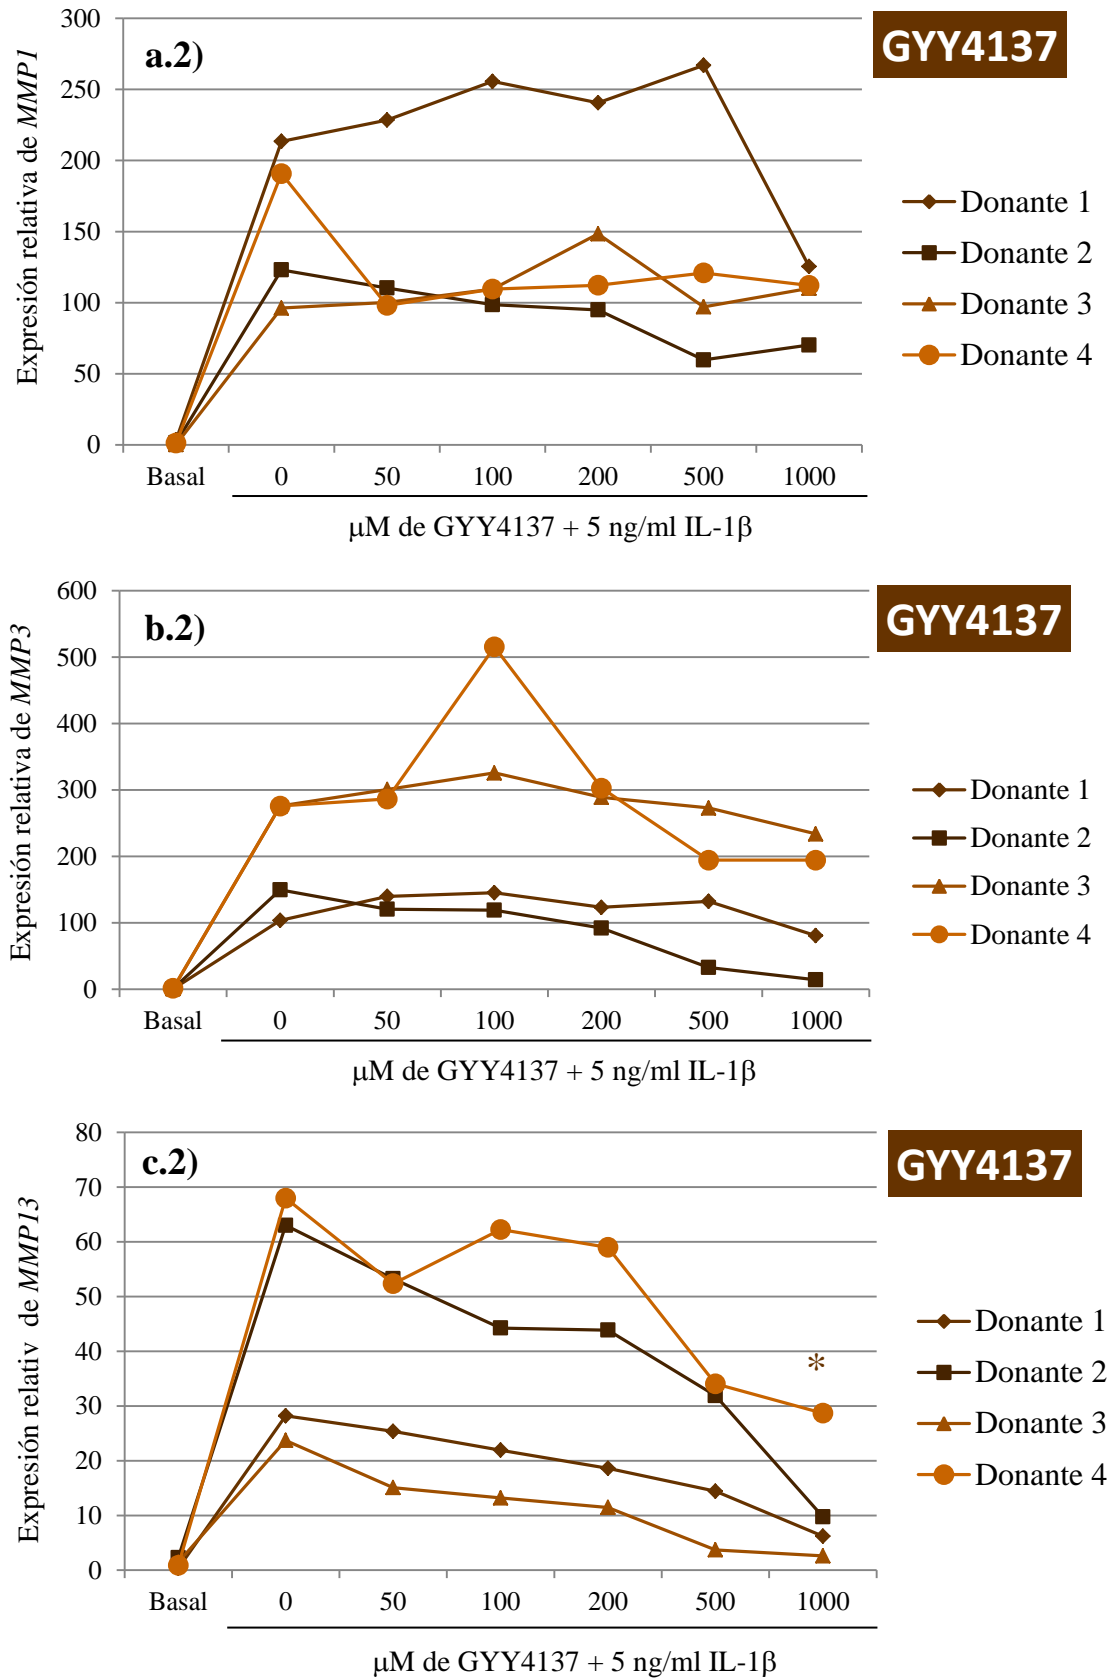 a.2)
GYY4137
Expresión relativa de MMP1
300
250
200
150
100
50
0
Basal 0 50 100 200 500 1000
μM de GYY4137 + 5 ng/ml IL-1β
Donante 1
Donante 2
Donante 3
Donante 4
b.2)
GYY4137
Expresión relativa de MMP3
600
500
400
300
200
100
0
Basal 0 50 100 200 500 1000
μM de GYY4137 + 5 ng/ml IL-1β
Donante 1
Donante 2
Donante 3
Donante 4
c.2)
GYY4137
Expresión relativ de MMP13
80
70
60
50
40
30
20
10
0
*
Basal 0 50 100 200 500 1000
μM de GYY4137 + 5 ng/ml IL-1β
Donante 1
Donante 2
Donante 3
Donante 4